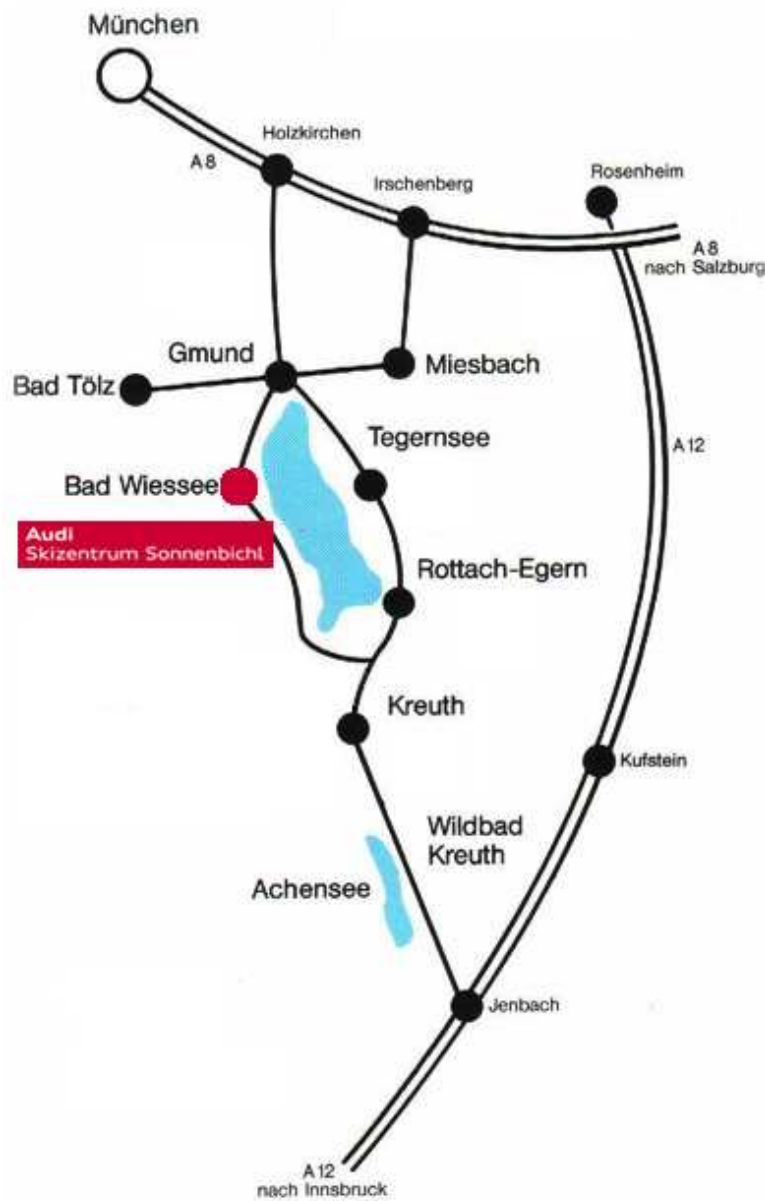 München
Holzkirchen
A 8
Irschenberg
Rosenheim
A 8
nach Salzburg
Gmund
Miesbach
Bad Tölz
Tegernsee
A 12
Bad Wiessee
Audi
Skizentrum Sonnenbichl
Rottach-Egern
Kreuth
Kufstein
Wildbad
Kreuth
Achensee
Jenbach
A 12
nach Innsbruck